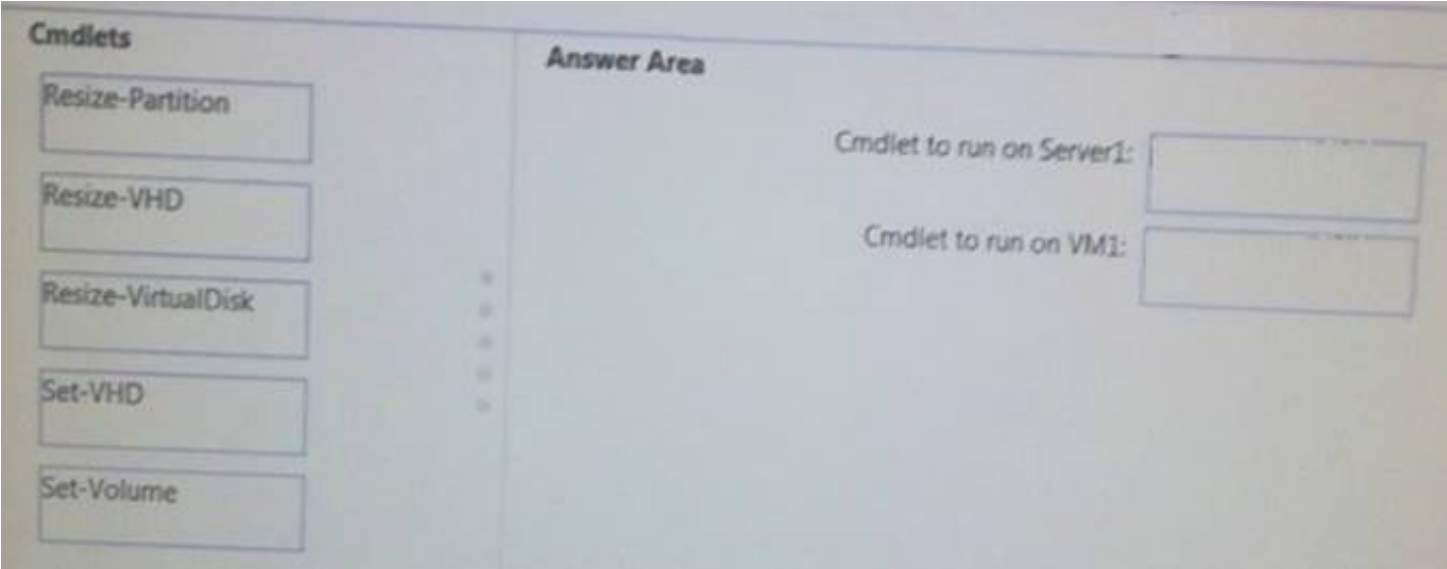 Cmdlets
Resize-Partition
Resize-VHD
Resize-VirtualDisk
Set-VHD
Set-Volume
Answer Area
Cmdlet to run on Server1:
Cmdlet to run on VM1: